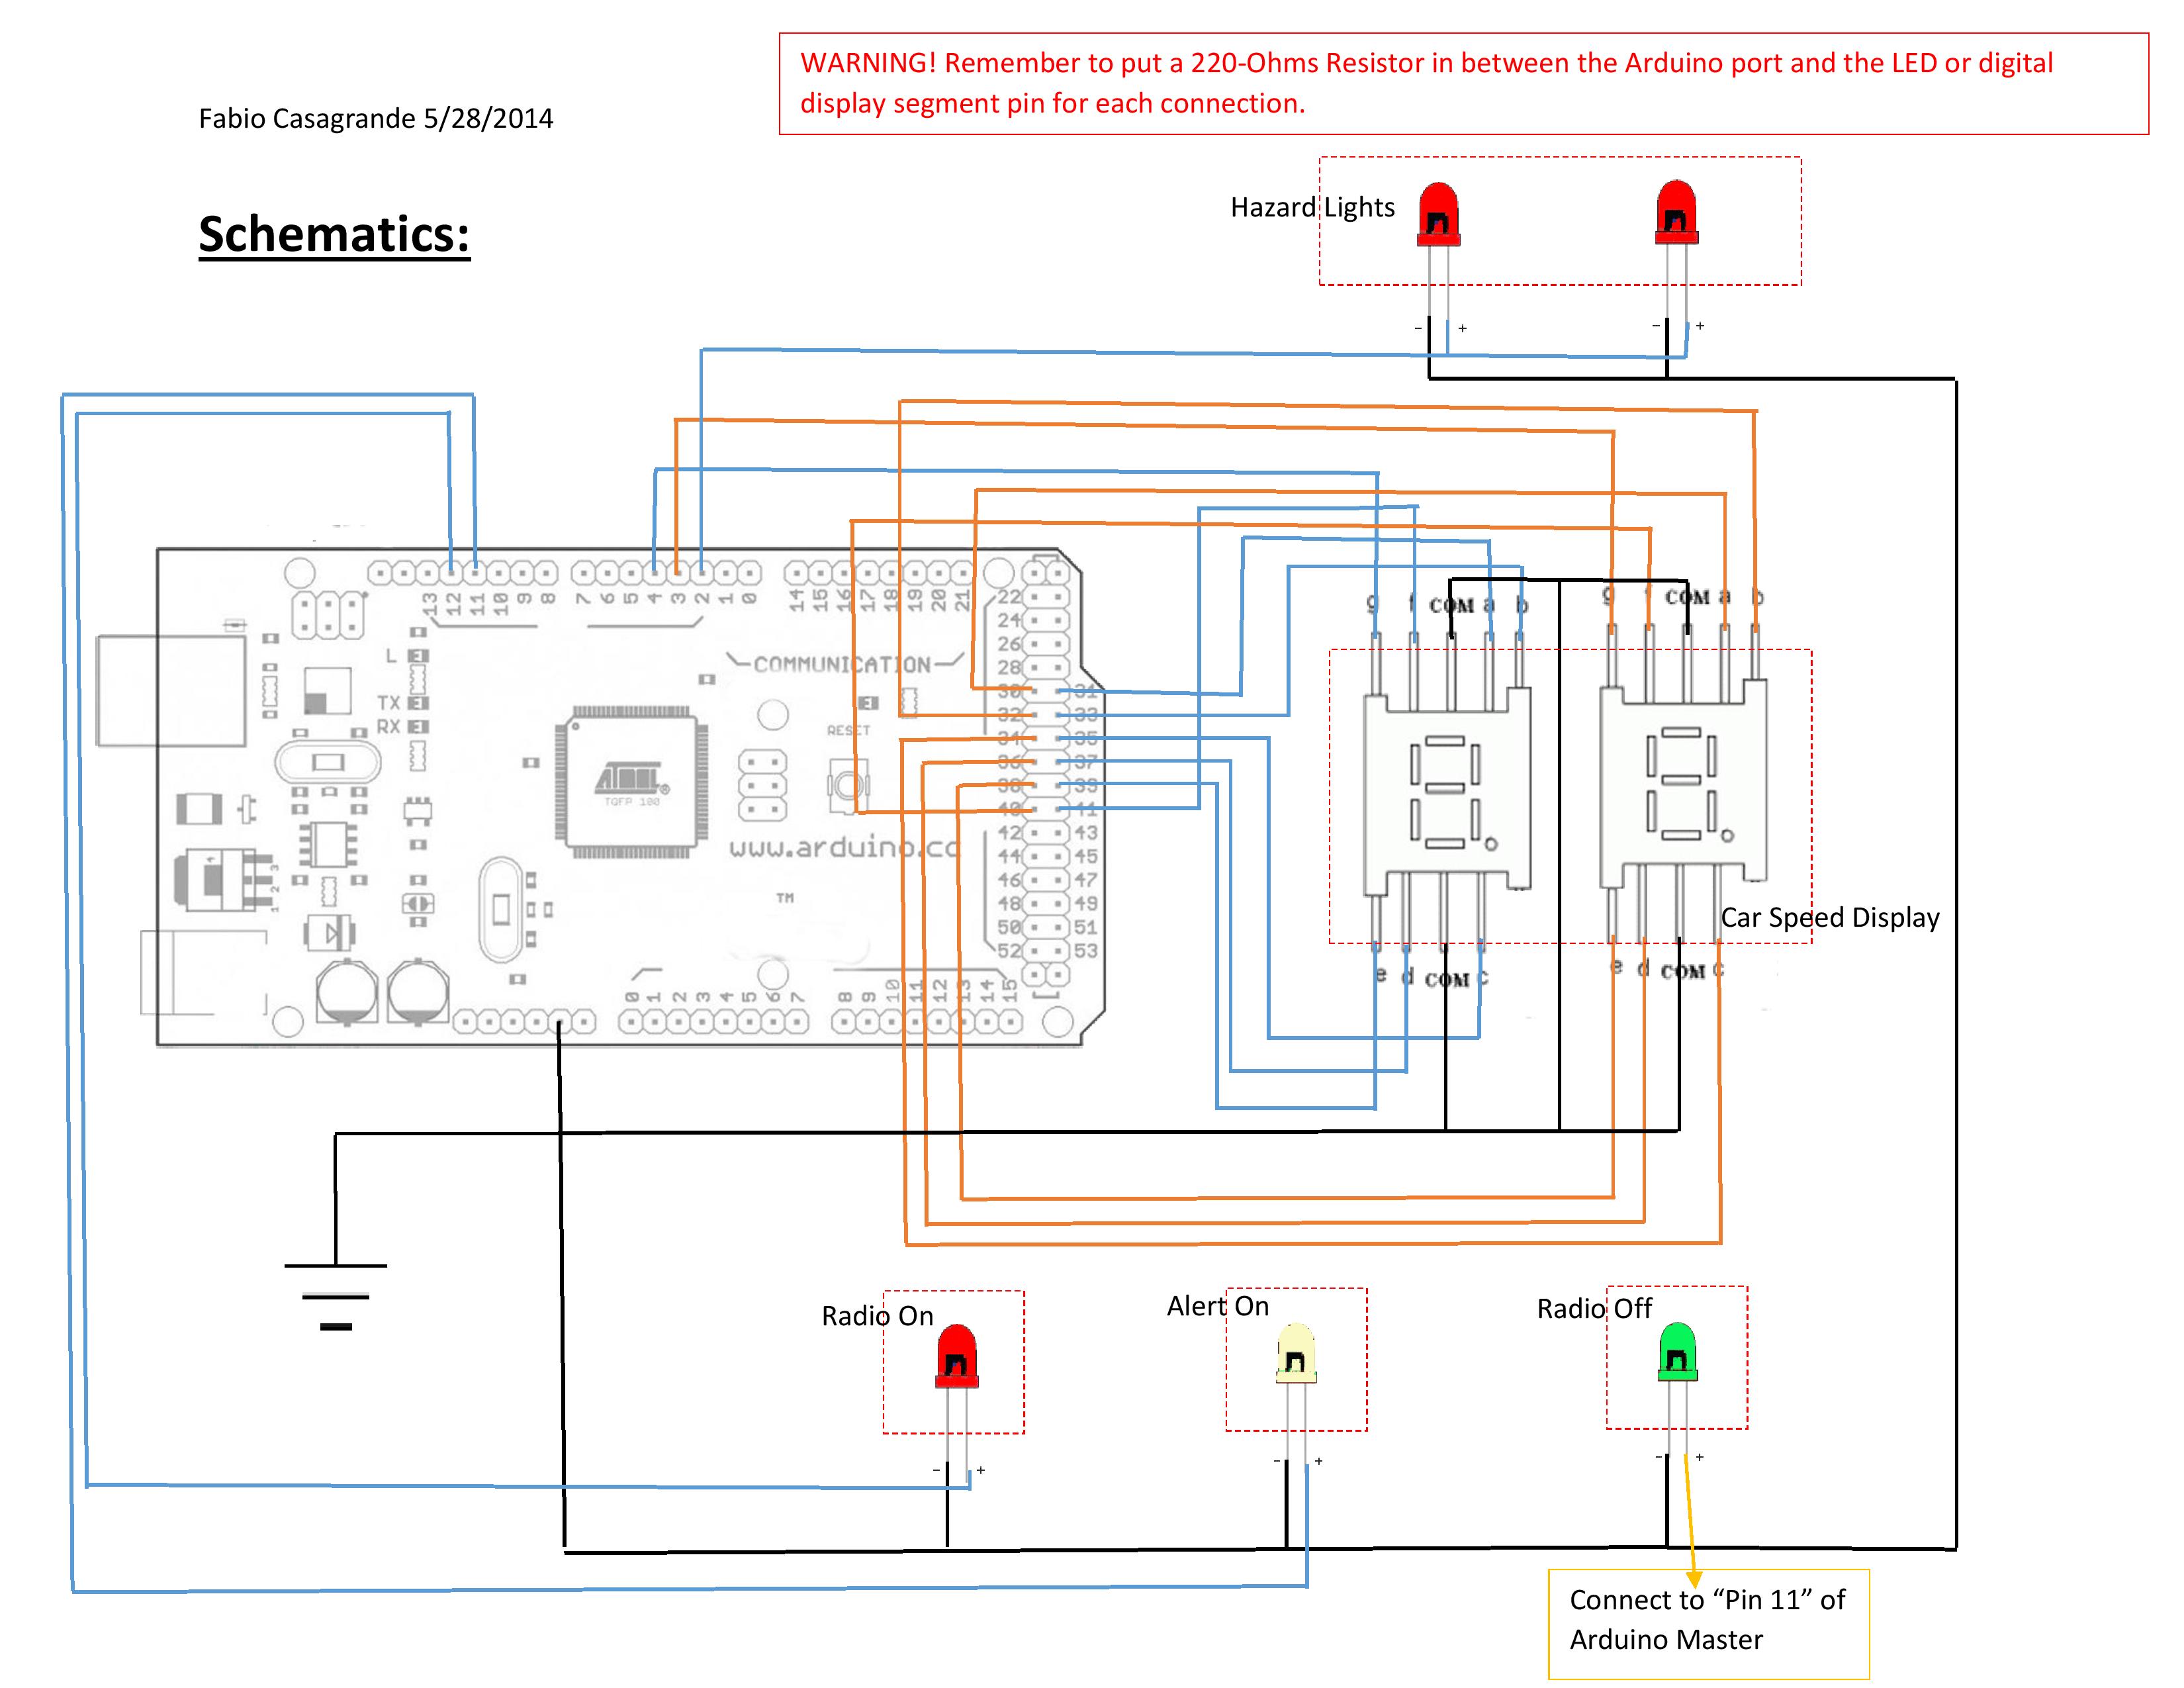 WARNING! Remember to put a 220-Ohms Resistor in between the Arduino port and the LED or digital
display segment pin for each connection.
Fabio Casagrande 5/28/2014
Schematics:
Hazard Lights
- + - +
13 12 11 10 9 8 7 6 5 4 3 2 1 0 14 15 16 17 18 19 20 21
g f COM a b
g f COM a b
22
24
26
28
30 31
32 33
34 35
36 37
38 39
40 41
42 43
44 45
46 47
48 49
50 51
52 53
L
TX
RX
COMMUNICATION
RESET
ATMEL®
TQFP 100
www.arduino.cc
TM
1 2 3
0 1 2 3 4 5 6 7 8 9 10 11 12 13 14 15
Car Speed Display
e d COM c
e d COM c
Radio On
Alert On
Radio Off
- + - + - +
Connect to “Pin 11” of
Arduino Master